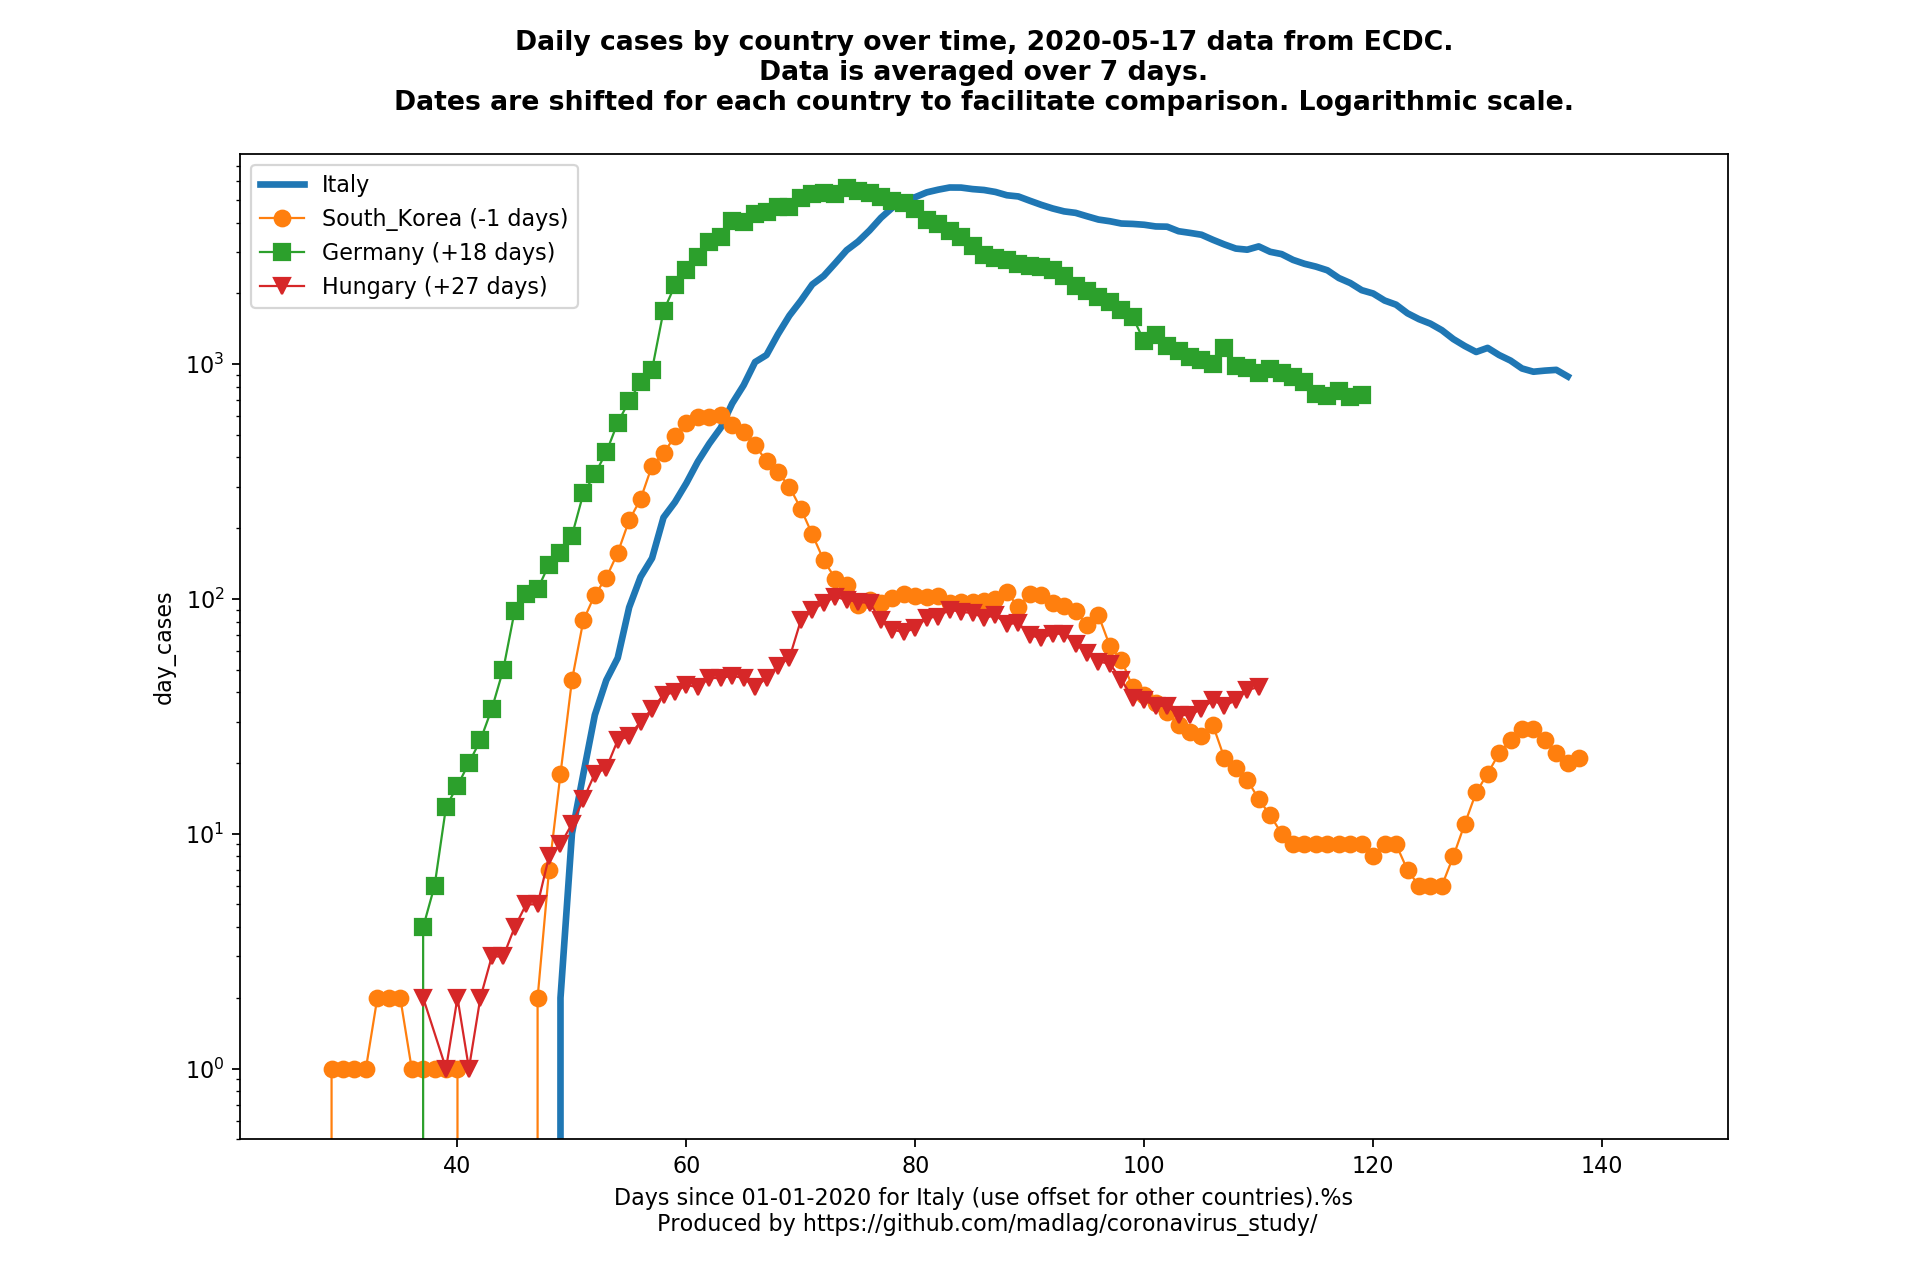 Daily cases by country over time, 2020-05-17 data from ECDC.
Data is averaged over 7 days.
Dates are shifted for each country to facilitate comparison. Logarithmic scale.
Italy
South_Korea (-1 days)
Germany (+18 days)
Hungary (+27 days)
day_cases
10³
10²
10¹
10⁰
40 60 80 100 120 140
Days since 01-01-2020 for Italy (use offset for other countries).%s
Produced by https://github.com/madlag/coronavirus_study/